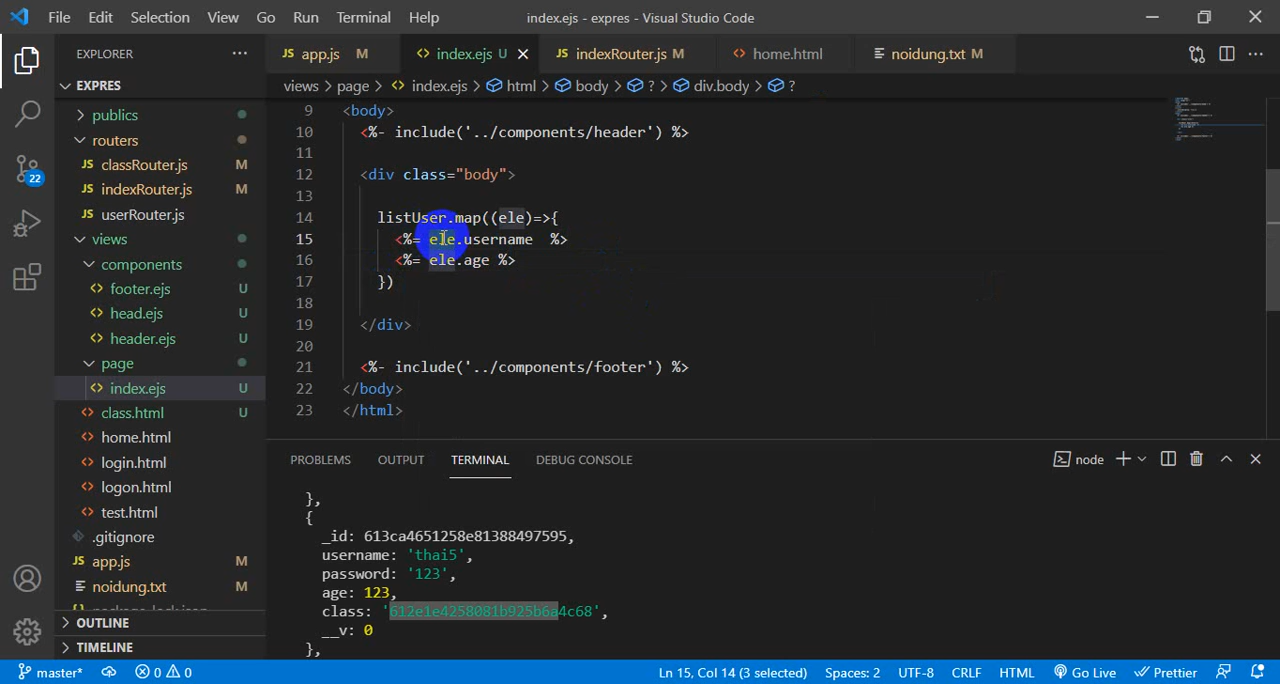 File Edit Selection View Go Run Terminal Help
index.ejs - expres - Visual Studio Code
EXPLORER
app.js M
index.ejs U
indexRouter.js M
home.html
noidung.txt M
EXPRES
publics
routers
classRouter.js M
indexRouter.js M
userRouter.js
views
components
footer.ejs U
head.ejs U
header.ejs U
page
index.ejs U
class.html U
home.html
login.html
logon.html
test.html
.gitignore
app.js M
noidung.txt M
OUTLINE
TIMELINE
views > page > index.ejs > html > body > ? > div.body > ?
9 <body>
10 <%- include('../components/header') %>
11
12 <div class="body">
13
14 listUser.map((ele)=>{
15 <%= ele.username %>
16 <%= ele.age %>
17 })
18
19 </div>
20
21 <%- include('../components/footer') %>
22 </body>
23 </html>
PROBLEMS OUTPUT TERMINAL DEBUG CONSOLE
node
},
{
_id: 613ca4651258e81388497595,
username: 'thai5',
password: '123',
age: 123,
class: '612e1e4258081b925b6a4c68',
__v: 0
},
22
master* 0 0 Ln 15, Col 14 (3 selected) Spaces: 2 UTF-8 CRLF HTML Go Live Prettier